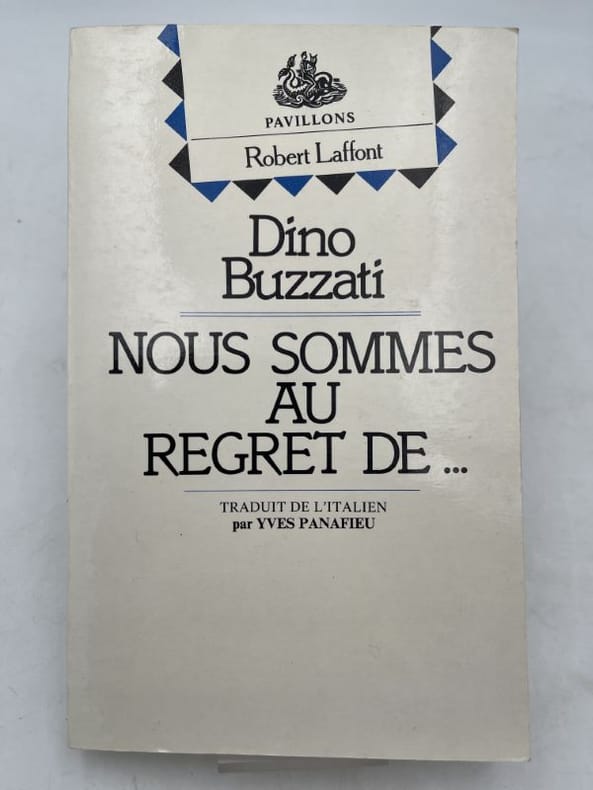 PAVILLONS
Robert Laffont
Dino
Buzzati
NOUS SOMMES
AU
REGRET DE...
TRADUIT DE L'ITALIEN
par YVES PANAFIEU